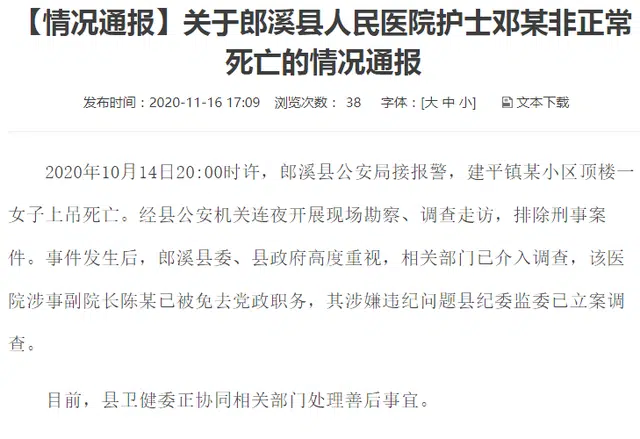 【情况通报】关于郎溪县人民医院护士邓某非正常
死亡的情况通报
发布时间：2020-11-16 17:09 浏览次数： 38 字体：[大 中 小] 文本下载
2020年10月14日20:00时许，郎溪县公安局接报警，建平镇某小区顶楼一
女子上吊死亡。经县公安机关连夜开展现场勘察、调查走访，排除刑事案
件。事件发生后，郎溪县委、县政府高度重视，相关部门已介入调查，该医
院涉事副院长陈某已被免去党政职务，其涉嫌违纪问题县纪委监委已立案调
查。
目前，县卫健委正协同相关部门处理善后事宜。